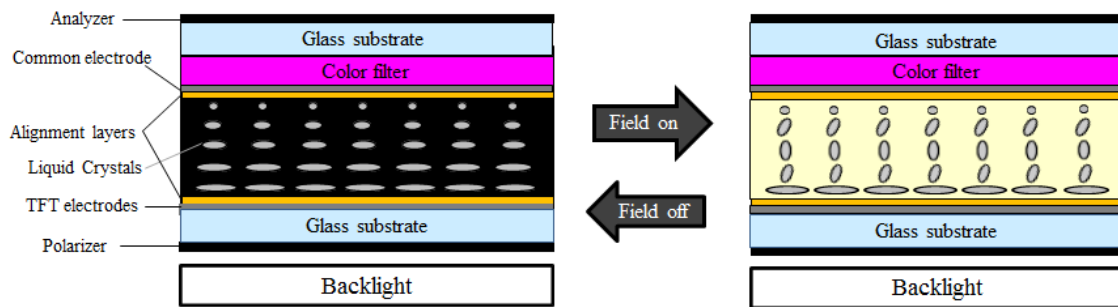 Analyzer
Glass substrate
Common electrode
Color filter
Alignment layers
Liquid Crystals
TFT electrodes
Glass substrate
Polarizer
Backlight
Field on
Field off
Glass substrate
Color filter
Glass substrate
Backlight